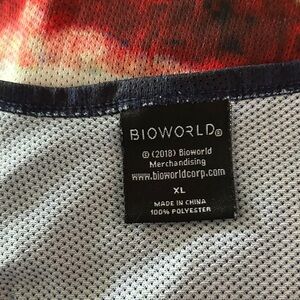 BIOWORLD®
© (2018) Bioworld
Merchandising
www.bioworldcorp.com
XL
MADE IN CHINA
100% POLYESTER